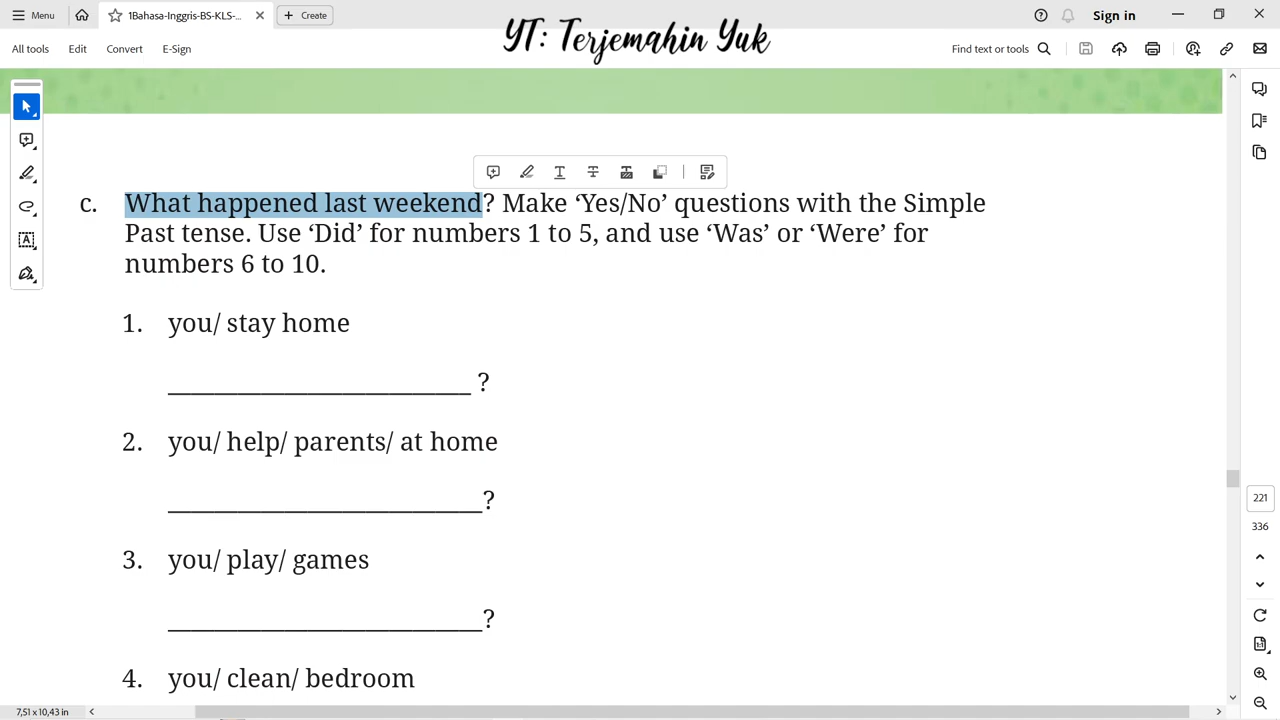 Menu
1Bahasa-Inggris-BS-KLS-...
Create
YT: Terjemahin Yuk
Sign in
All tools Edit Convert E-Sign
Find text or tools
c. What happened last weekend? Make ‘Yes/No’ questions with the Simple
Past tense. Use ‘Did’ for numbers 1 to 5, and use ‘Was’ or ‘Were’ for
numbers 6 to 10.
1. you/ stay home
__________________________ ?
2. you/ help/ parents/ at home
___________________________?
3. you/ play/ games
___________________________?
4. you/ clean/ bedroom
221
336
7,51 x 10,43 in